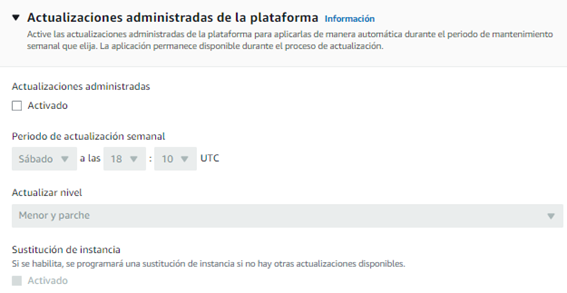 Actualizaciones administradas de la plataforma Información
Active las actualizaciones administradas de la plataforma para aplicarlas de manera automática durante el periodo de mantenimiento
semanal que elija. La aplicación permanece disponible durante el proceso de actualización.
Actualizaciones administradas
Activado
Periodo de actualización semanal
Sábado a las 18 : 10 UTC
Actualizar nivel
Menor y parche
Sustitución de instancia
Si se habilita, se programará una sustitución de instancia si no hay otras actualizaciones disponibles.
Activado